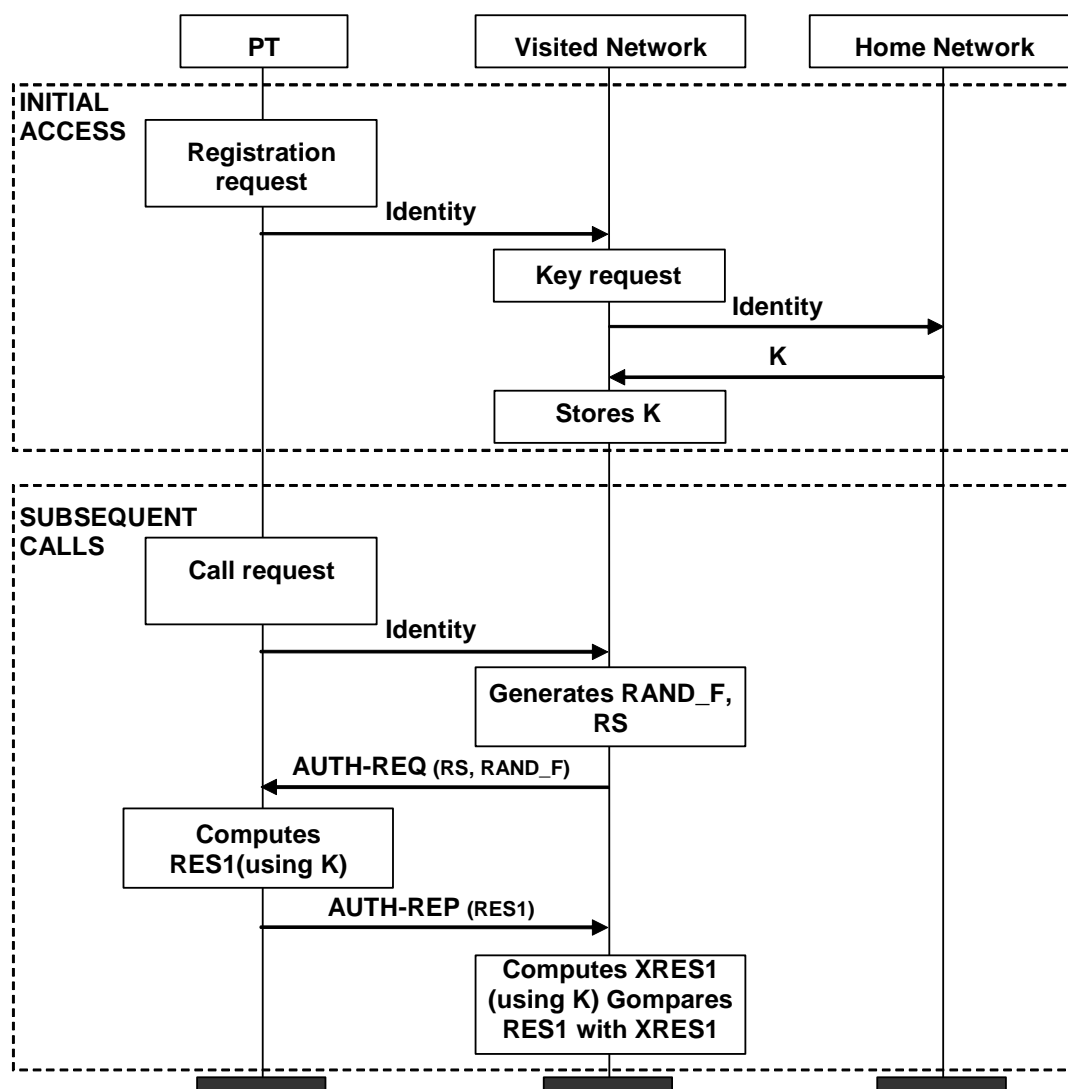 PT
Visited Network
Home Network
INITIAL
ACCESS
Registration
request
Identity
Key request
Identity
K
Stores K
SUBSEQUENT
CALLS
Call request
Identity
Generates RAND_F,
RS
AUTH-REQ (RS, RAND_F)
Computes
RES1(using K)
AUTH-REP (RES1)
Computes XRES1
(using K) Gompares
RES1 with XRES1